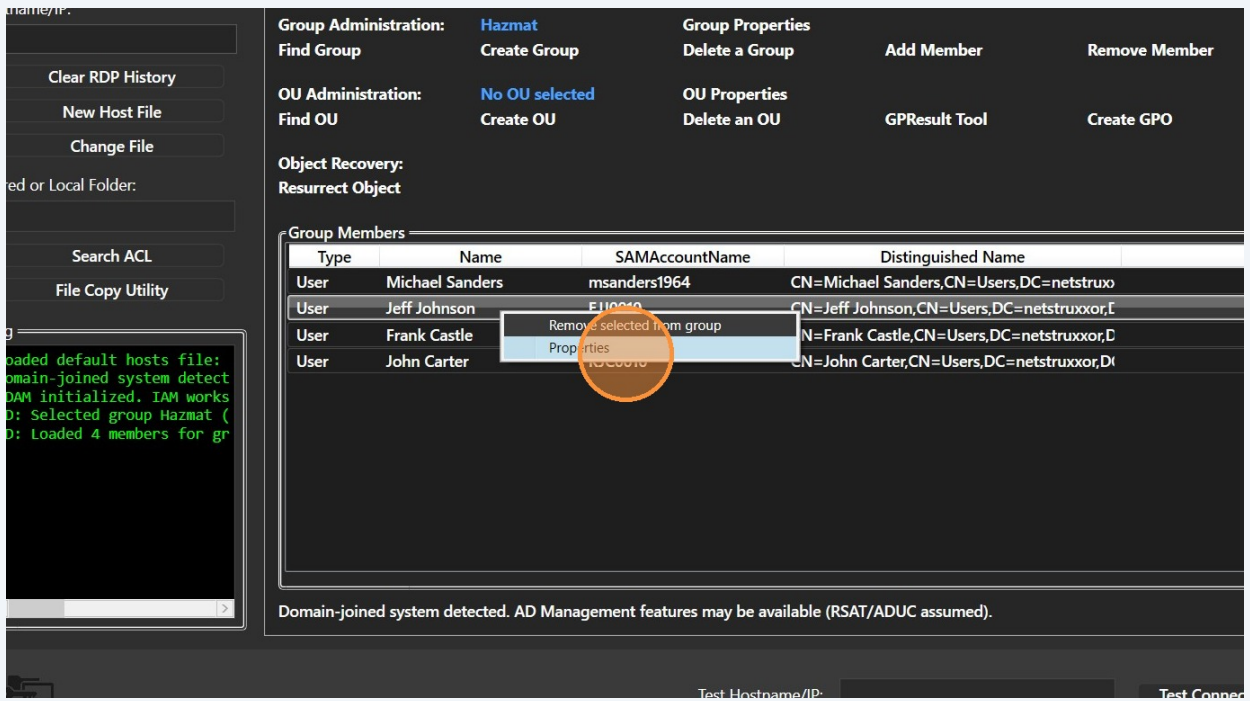 Group Administration: Hazmat Group Properties
Find Group Create Group Delete a Group Add Member Remove Member
Clear RDP History
OU Administration: No OU selected OU Properties
New Host File
Find OU Create OU Delete an OU GPResult Tool Create GPO
Change File
Object Recovery:
or Local Folder:
Resurrect Object
Group Members
Search ACL
Type Name SAMAccountName Distinguished Name
File Copy Utility
User Michael Sanders msanders1964 CN=Michael Sanders,CN=Users,DC=netstruxx
User Jeff Johnson CN=Jeff Johnson,CN=Users,DC=netstruxxor,D
Remove selected from group
User Frank Castle CN=Frank Castle,CN=Users,DC=netstruxxor,D
Properties
User John Carter CN=John Carter,CN=Users,DC=netstruxxor,D
default hosts file:
domain-joined system detect
initialized. IAM works
Selected group Hazmat (
Loaded 4 members for gr
Domain-joined system detected. AD Management features may be available (RSAT/ADUC assumed).
Test Hostname/IP: Test